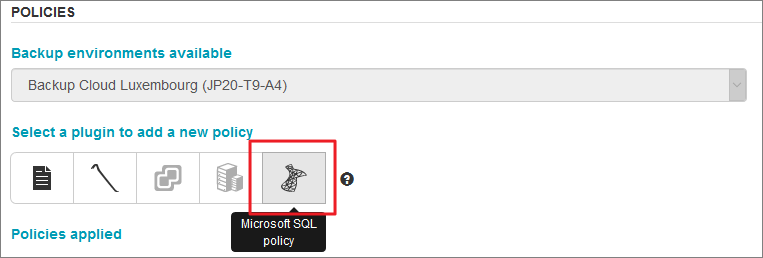 POLICIES
Backup environments available
Backup Cloud Luxembourg (JP20-T9-A4)
Select a plugin to add a new policy
Microsoft SQL
policy
Policies applied